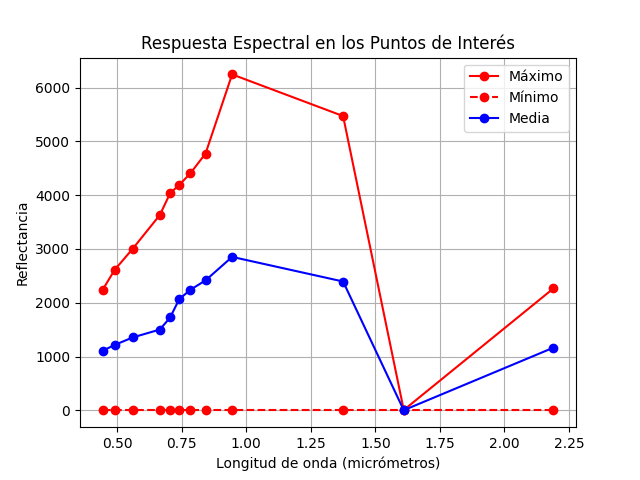 Respuesta Espectral en los Puntos de Interés
Máximo
Mínimo
Media
Reflectancia
6000
5000
4000
3000
2000
1000
0
0.50 0.75 1.00 1.25 1.50 1.75 2.00 2.25
Longitud de onda (micrómetros)